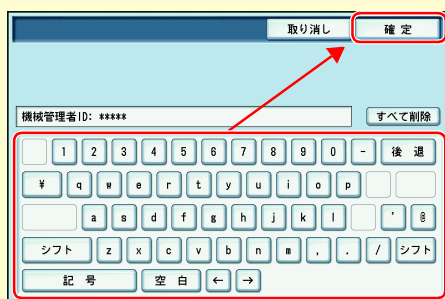 取り消し 確定
機械管理者ID: ***** すべて削除
1 2 3 4 5 6 7 8 9 0 - 後退
¥ q w e r t y u i o p
a s d f g h j k l ' @
シフト z x c v b n m , . / シフト
記号 空白 ← →